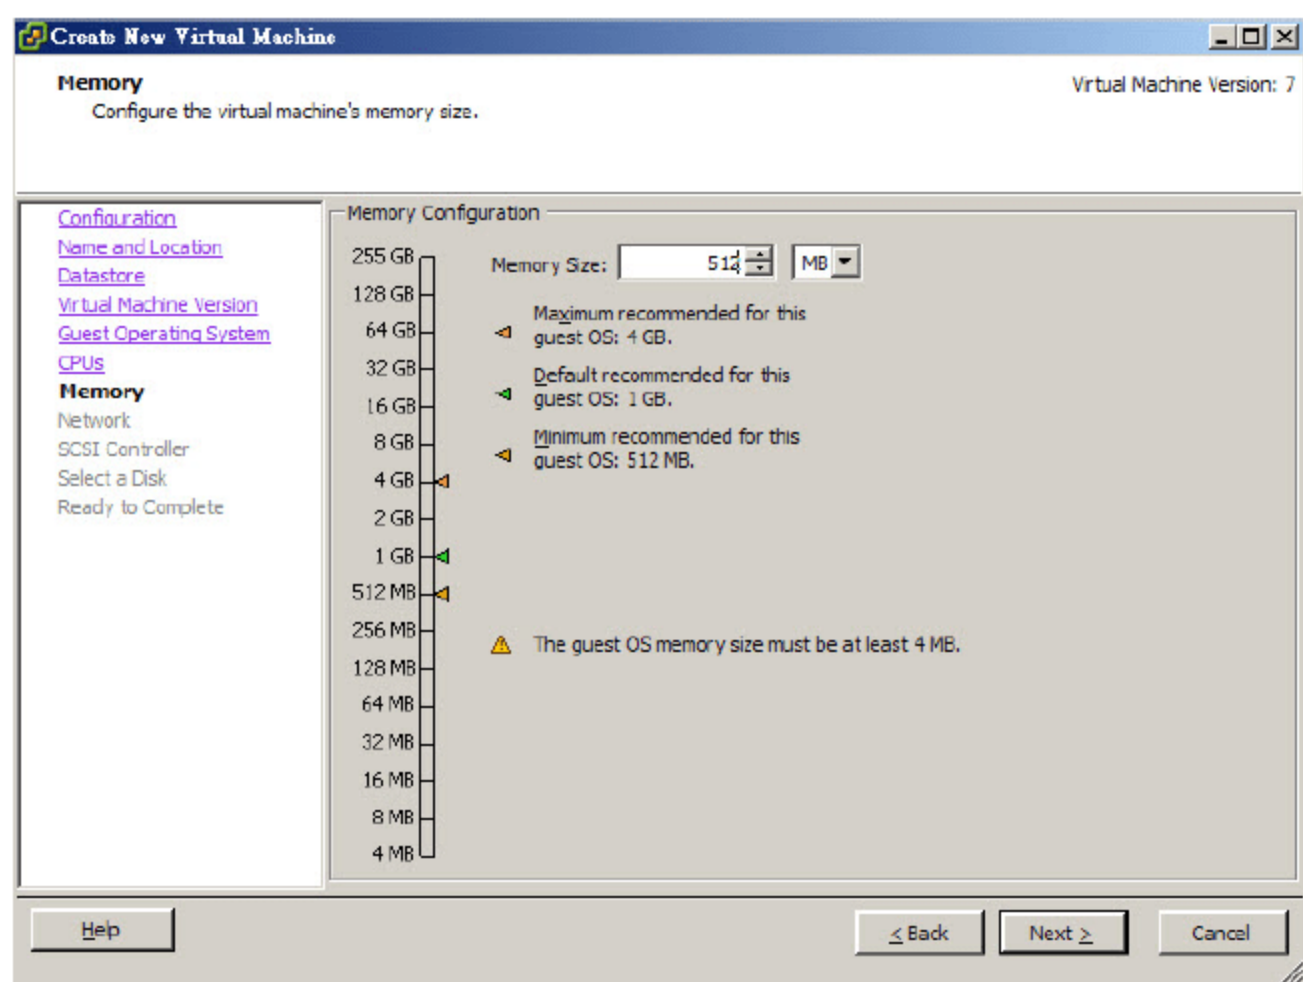 Create New Virtual Machine
Memory
Virtual Machine Version: 7
Configure the virtual machine's memory size.
Configuration
Name and Location
Datastore
Virtual Machine Version
Guest Operating System
CPUs
Memory
Network
SCSI Controller
Select a Disk
Ready to Complete
Memory Configuration
255 GB
128 GB
64 GB
32 GB
16 GB
8 GB
4 GB
2 GB
1 GB
512 MB
256 MB
128 MB
64 MB
32 MB
16 MB
8 MB
4 MB
Memory Size: 512 MB
Maximum recommended for this
guest OS: 4 GB.
Default recommended for this
guest OS: 1 GB.
Minimum recommended for this
guest OS: 512 MB.
The guest OS memory size must be at least 4 MB.
Help
< Back
Next >
Cancel